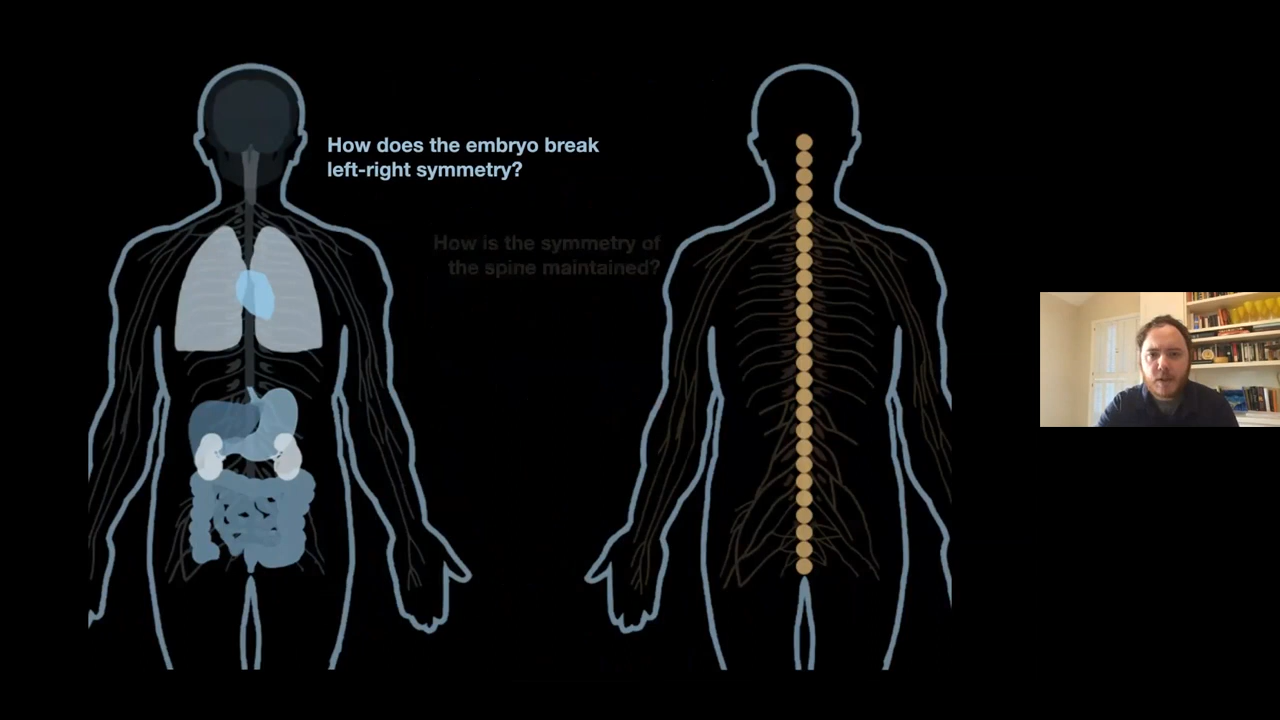 How does the embryo break
left-right symmetry?
How is the symmetry of
the spine maintained?